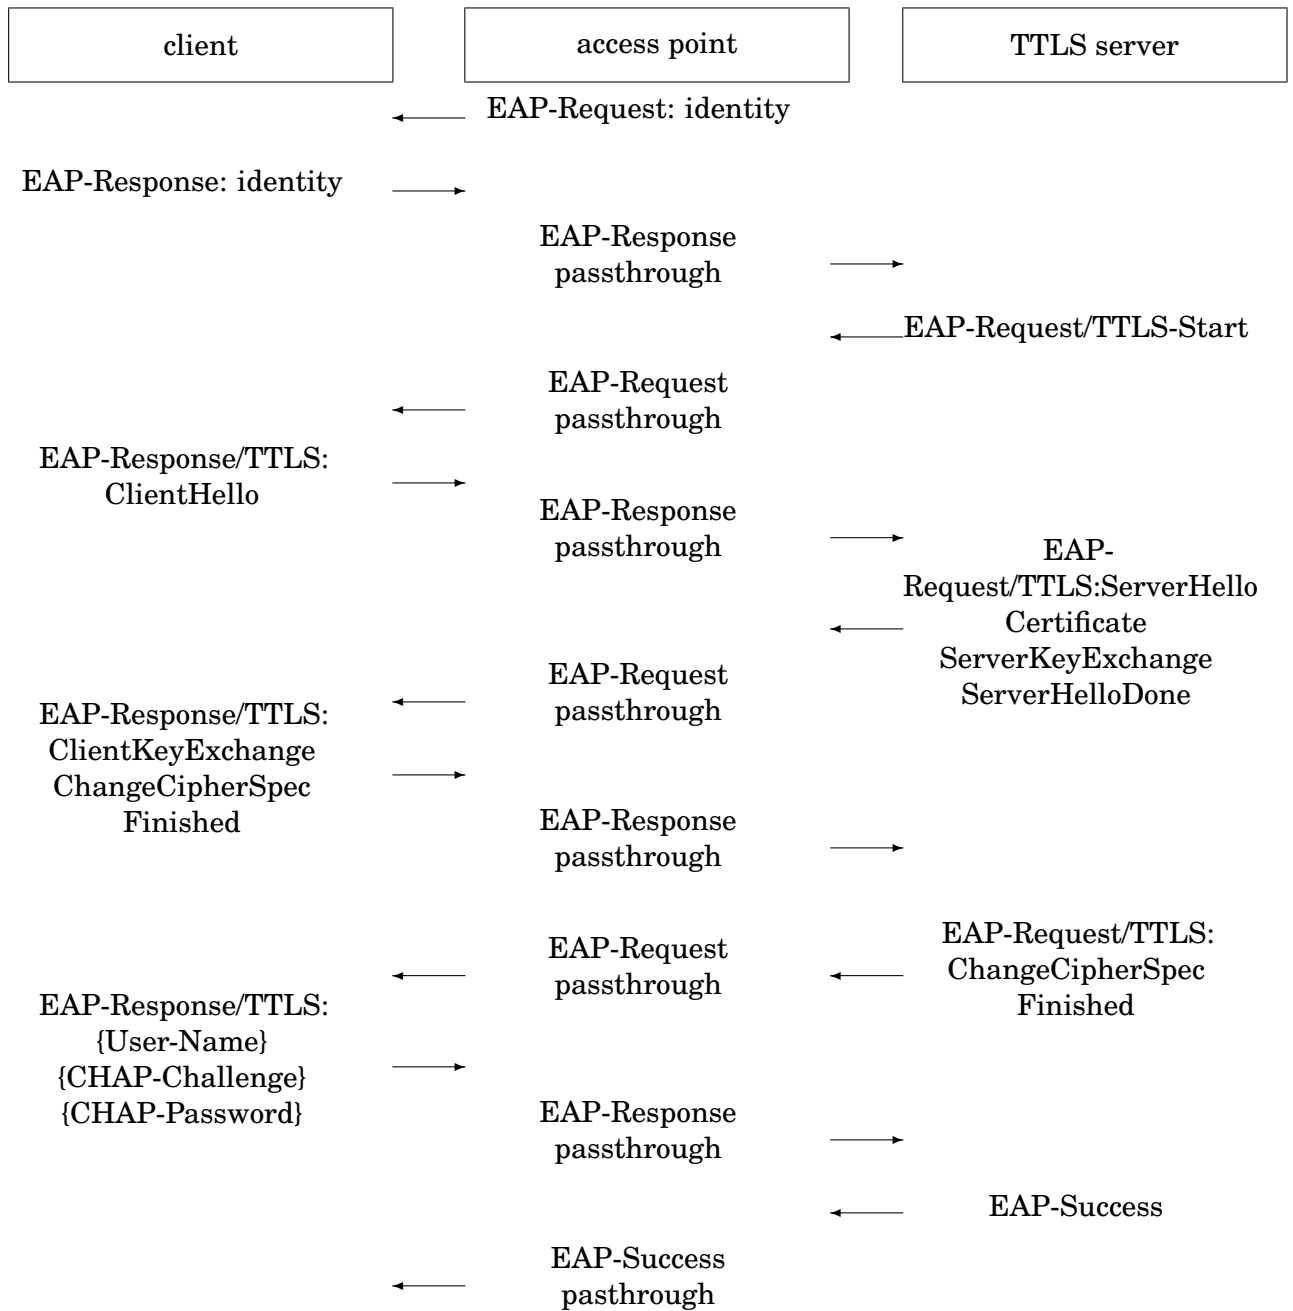 client
access point
TTLS server
EAP-Request: identity
EAP-Response: identity
EAP-Response
passthrough
EAP-Request/TTLS-Start
EAP-Request
passthrough
EAP-Response/TTLS:
ClientHello
EAP-Response
passthrough
EAP-
Request/TTLS:ServerHello
Certificate
ServerKeyExchange
ServerHelloDone
EAP-Request
passthrough
EAP-Response/TTLS:
ClientKeyExchange
ChangeCipherSpec
Finished
EAP-Response
passthrough
EAP-Request/TTLS:
ChangeCipherSpec
Finished
EAP-Request
passthrough
EAP-Response/TTLS:
{User-Name}
{CHAP-Challenge}
{CHAP-Password}
EAP-Response
passthrough
EAP-Success
EAP-Success
pasthrough